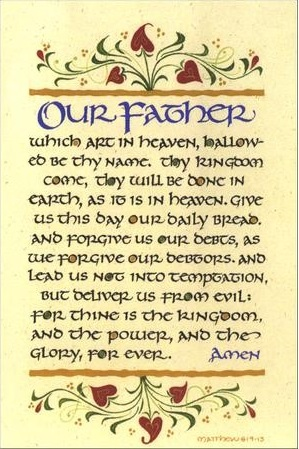 Our Father
which art in heaven, hallow-
ed be thy name. Thy kingdom
come, thy will be done in
earth, as it is in heaven. Give
us this day our daily bread.
And forgive us our debts, as
we forgive our debtors. And
lead us not into temptation,
but deliver us from evil:
For thine is the kingdom,
and the power, and the
glory, for ever. Amen
Matthew 6:9-13